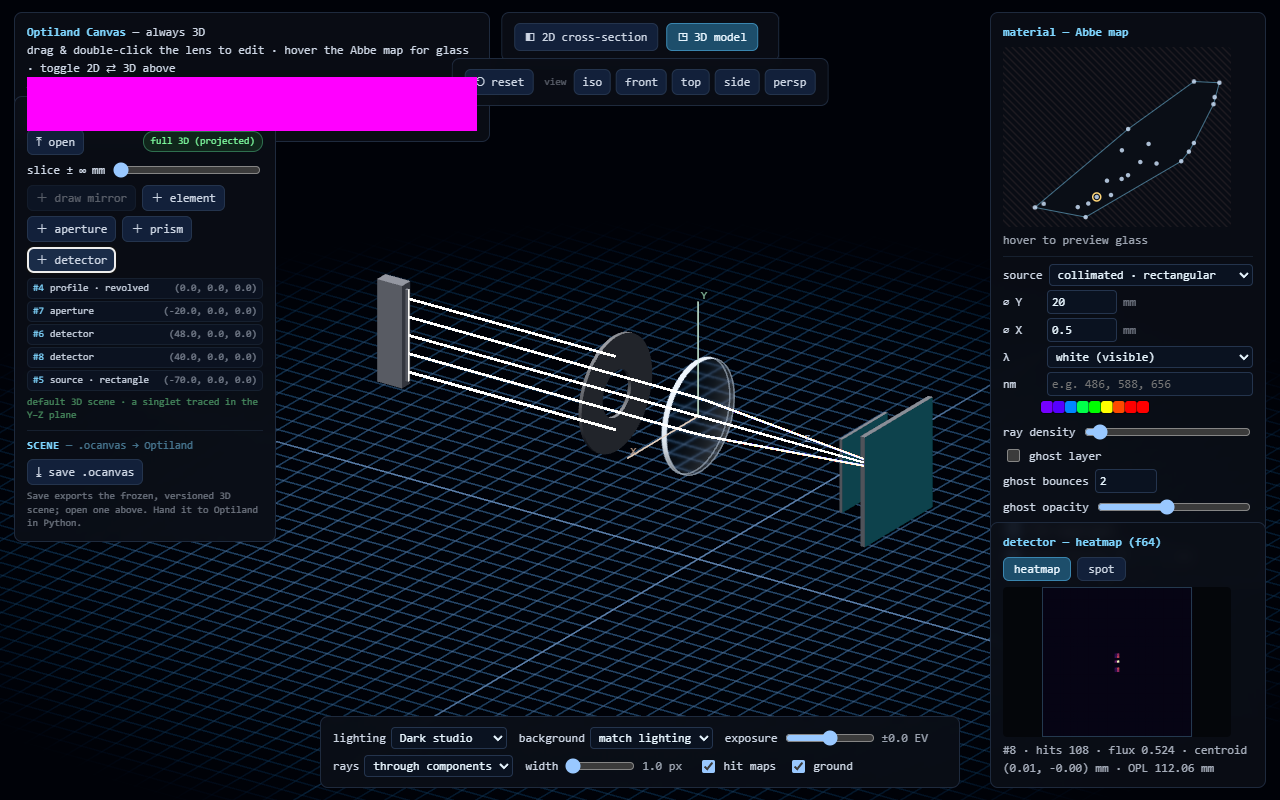 Optiland Canvas — always 3D
drag & double-click the lens to edit · hover the Abbe map for glass
· toggle 2D ⇄ 3D above
2D cross-section
3D model
reset
view
iso
front
top
side
persp
open
full 3D (projected)
slice ± ∞ mm
+ draw mirror
+ element
+ aperture
+ prism
+ detector
#4 profile · revolved (0.0, 0.0, 0.0)
#7 aperture (-20.0, 0.0, 0.0)
#6 detector (48.0, 0.0, 0.0)
#8 detector (40.0, 0.0, 0.0)
#5 source · rectangle (-70.0, 0.0, 0.0)
default 3D scene · a singlet traced in the
Y–Z plane
SCENE — .ocanvas → Optiland
save .ocanvas
Save exports the frozen, versioned 3D
scene; open one above. Hand it to Optiland
in Python.
Y
X
material — Abbe map
hover to preview glass
source collimated · rectangular
⌀ Y 20 mm
⌀ X 0.5 mm
λ white (visible)
nm e.g. 486, 588, 656
ray density
ghost layer
ghost bounces 2
ghost opacity
detector — heatmap (f64)
heatmap
spot
#8 · hits 108 · flux 0.524 · centroid
(0.01, -0.00) mm · OPL 112.06 mm
lighting Dark studio background match lighting exposure ±0.0 EV
rays through components width 1.0 px hit maps ground